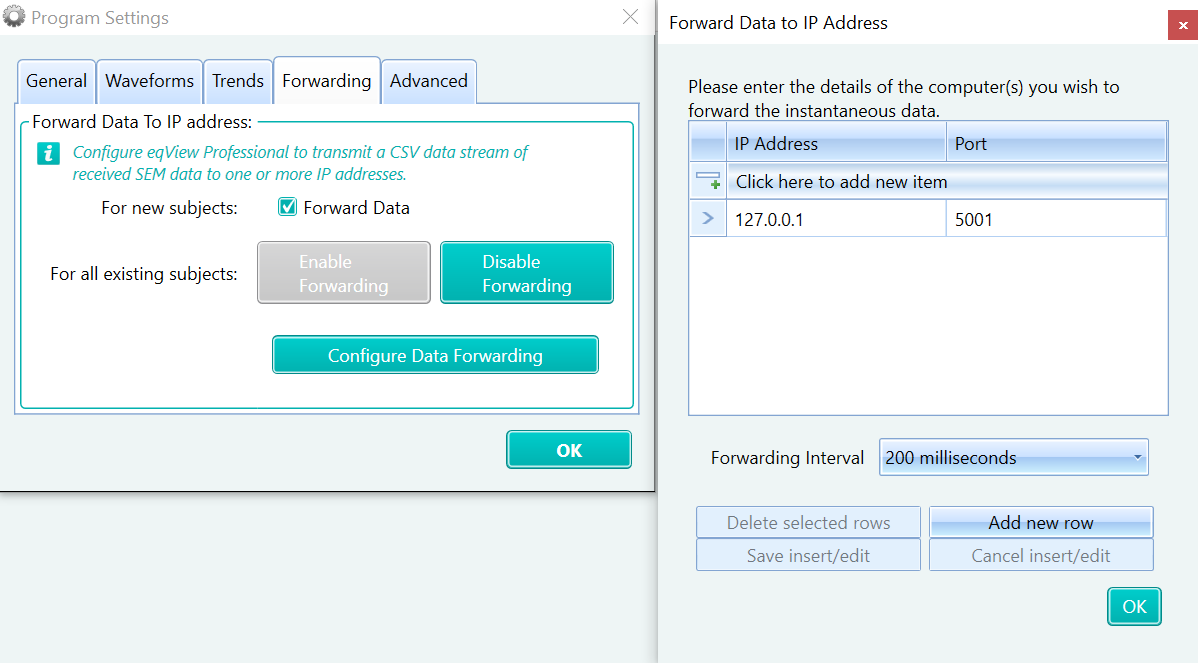 Program Settings
General
Waveforms
Trends
Forwarding
Advanced
Forward Data To IP address:
Configure eqView Professional to transmit a CSV data stream of
received SEM data to one or more IP addresses.
For new subjects:
Forward Data
For all existing subjects:
Enable
Forwarding
Disable
Forwarding
Configure Data Forwarding
OK
Forward Data to IP Address
Please enter the details of the computer(s) you wish to
forward the instantaneous data.
IP Address
Port
Click here to add new item
127.0.0.1
5001
Forwarding Interval
200 milliseconds
Delete selected rows
Add new row
Save insert/edit
Cancel insert/edit
OK